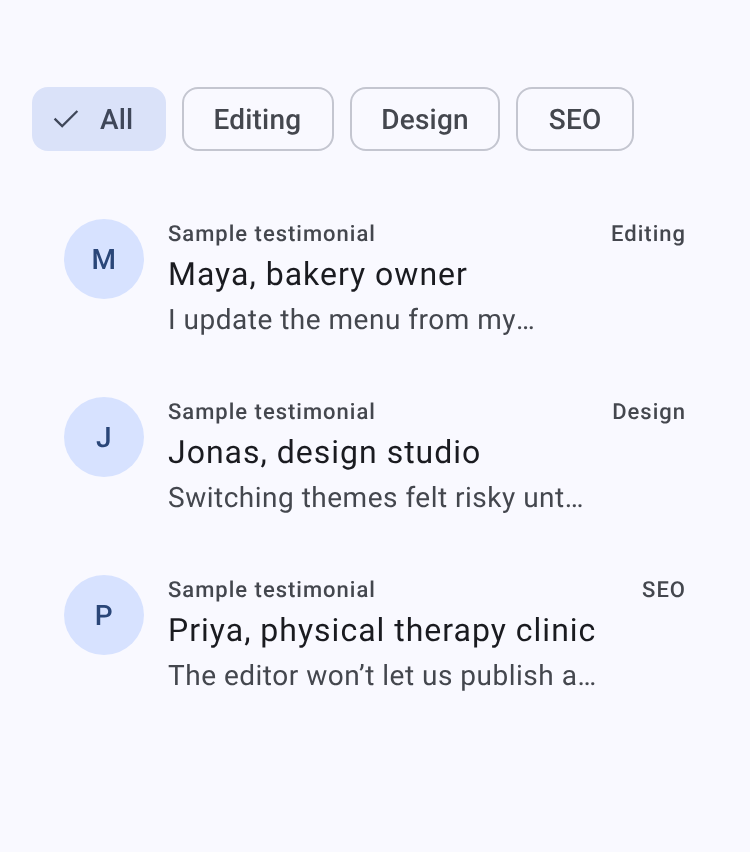 All Editing Design SEO
M
Sample testimonial Editing
Maya, bakery owner
I update the menu from my…
J
Sample testimonial Design
Jonas, design studio
Switching themes felt risky unt…
P
Sample testimonial SEO
Priya, physical therapy clinic
The editor won’t let us publish a…